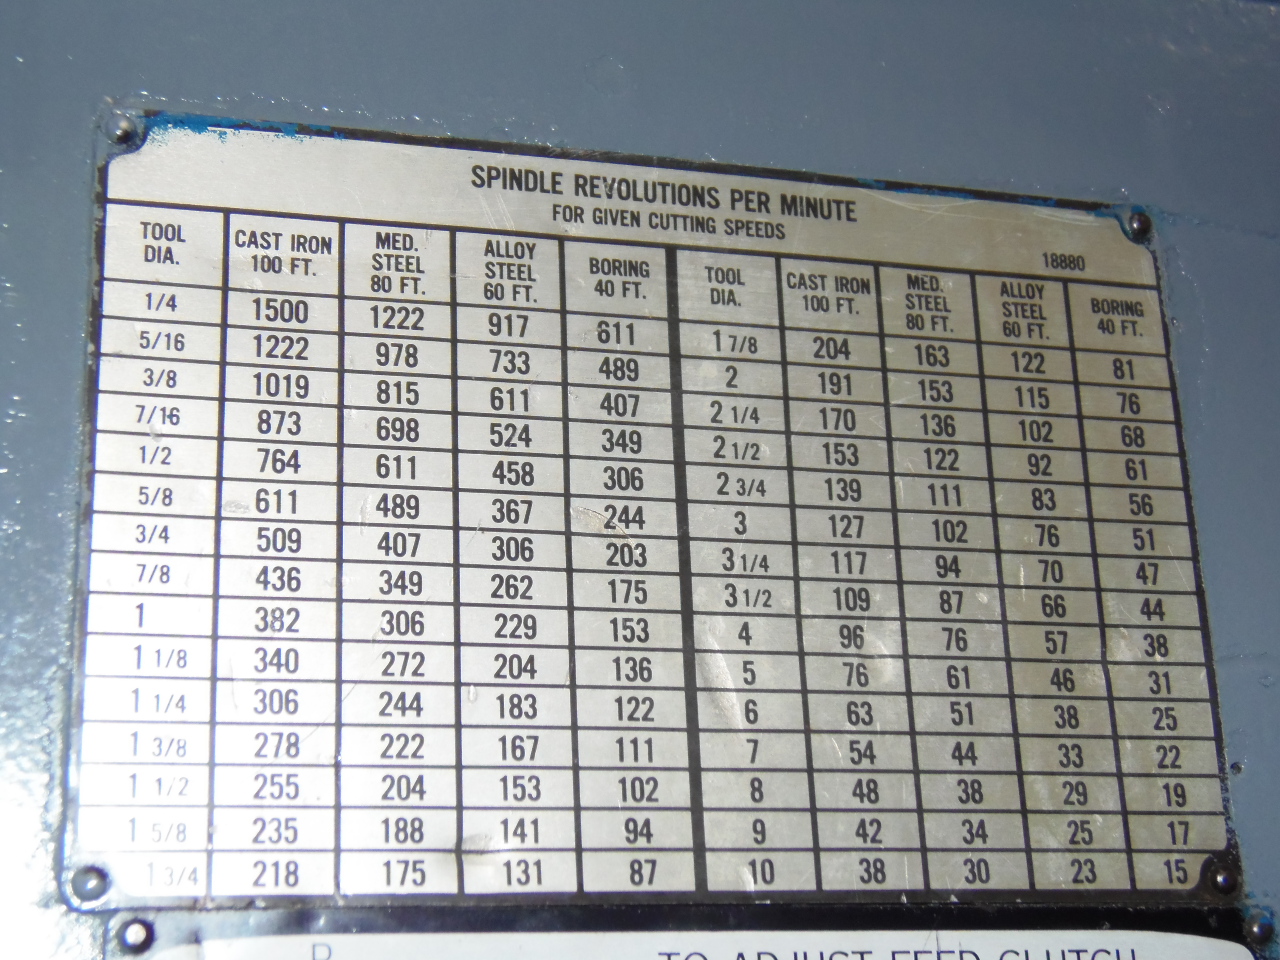 SPINDLE REVOLUTIONS PER MINUTE
FOR GIVEN CUTTING SPEEDS
18880
TOOL DIA. CAST IRON 100 FT. MED. STEEL 80 FT. ALLOY STEEL 60 FT. BORING 40 FT. TOOL DIA. CAST IRON 100 FT. MED. STEEL 80 FT. ALLOY STEEL 60 FT. BORING 40 FT.
1/4 1500 1222 917 611 1 7/8 204 163 122 81
5/16 1222 978 733 489 2 191 153 115 76
3/8 1019 815 611 407 2 1/4 170 136 102 68
7/16 873 698 524 349 2 1/2 153 122 92 61
1/2 764 611 458 306 2 3/4 139 111 83 56
5/8 611 489 367 244 3 127 102 76 51
3/4 509 407 306 203 3 1/4 117 94 70 47
7/8 436 349 262 175 3 1/2 109 87 66 44
1 382 306 229 153 4 96 76 57 38
1 1/8 340 272 204 136 5 76 61 46 31
1 1/4 306 244 183 122 6 63 51 38 25
1 3/8 278 222 167 111 7 54 44 33 22
1 1/2 255 204 153 102 8 48 38 29 19
1 5/8 235 188 141 94 9 42 34 25 17
1 3/4 218 175 131 87 10 38 30 23 15
TO ADJUST FEED CLUTCH